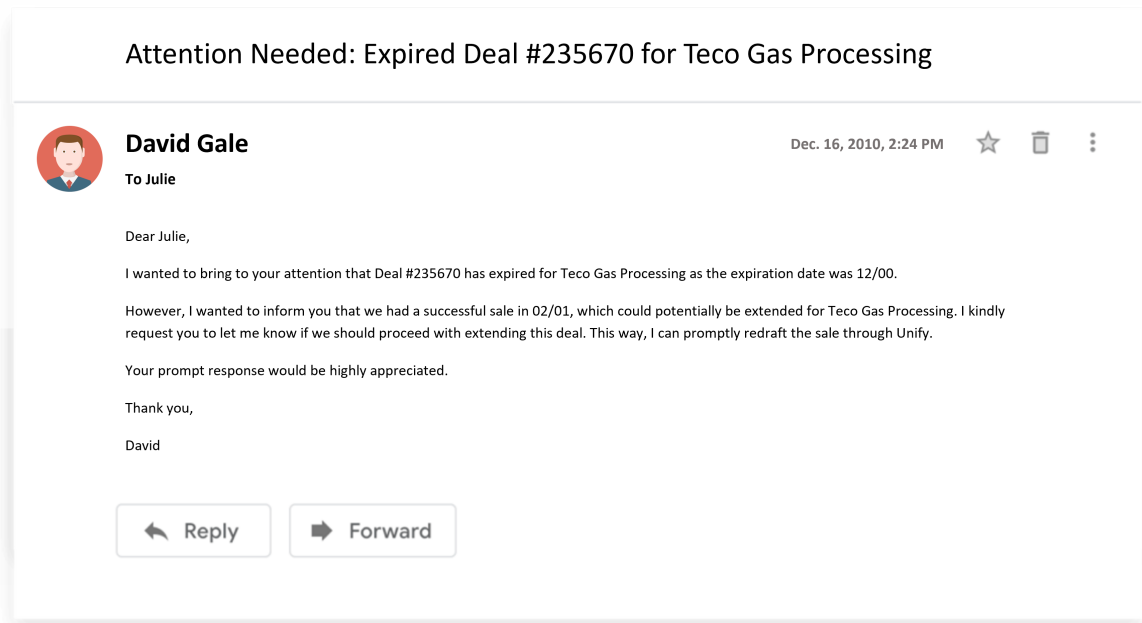 Attention Needed: Expired Deal #235670 for Teco Gas Processing
David Gale
Dec. 16, 2010, 2:24 PM
To Julie
Dear Julie,
I wanted to bring to your attention that Deal #235670 has expired for Teco Gas Processing as the expiration date was 12/00.
However, I wanted to inform you that we had a successful sale in 02/01, which could potentially be extended for Teco Gas Processing. I kindly
request you to let me know if we should proceed with extending this deal. This way, I can promptly redraft the sale through Unify.
Your prompt response would be highly appreciated.
Thank you,
David
Reply
Forward